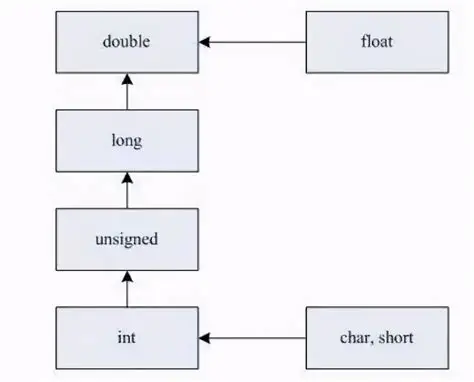 double
float
long
unsigned
int
char, short